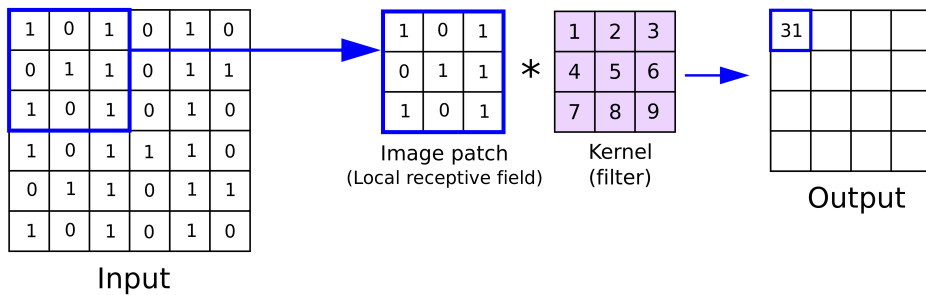 1 0 1 0 1 0
0 1 1 0 1 1
1 0 1 0 1 0
1 0 1 1 1 0
0 1 1 0 1 1
1 0 1 0 1 0
Input
1 0 1
0 1 1
1 0 1
Image patch
(Local receptive field)
*
1 2 3
4 5 6
7 8 9
Kernel
(filter)
31
Output